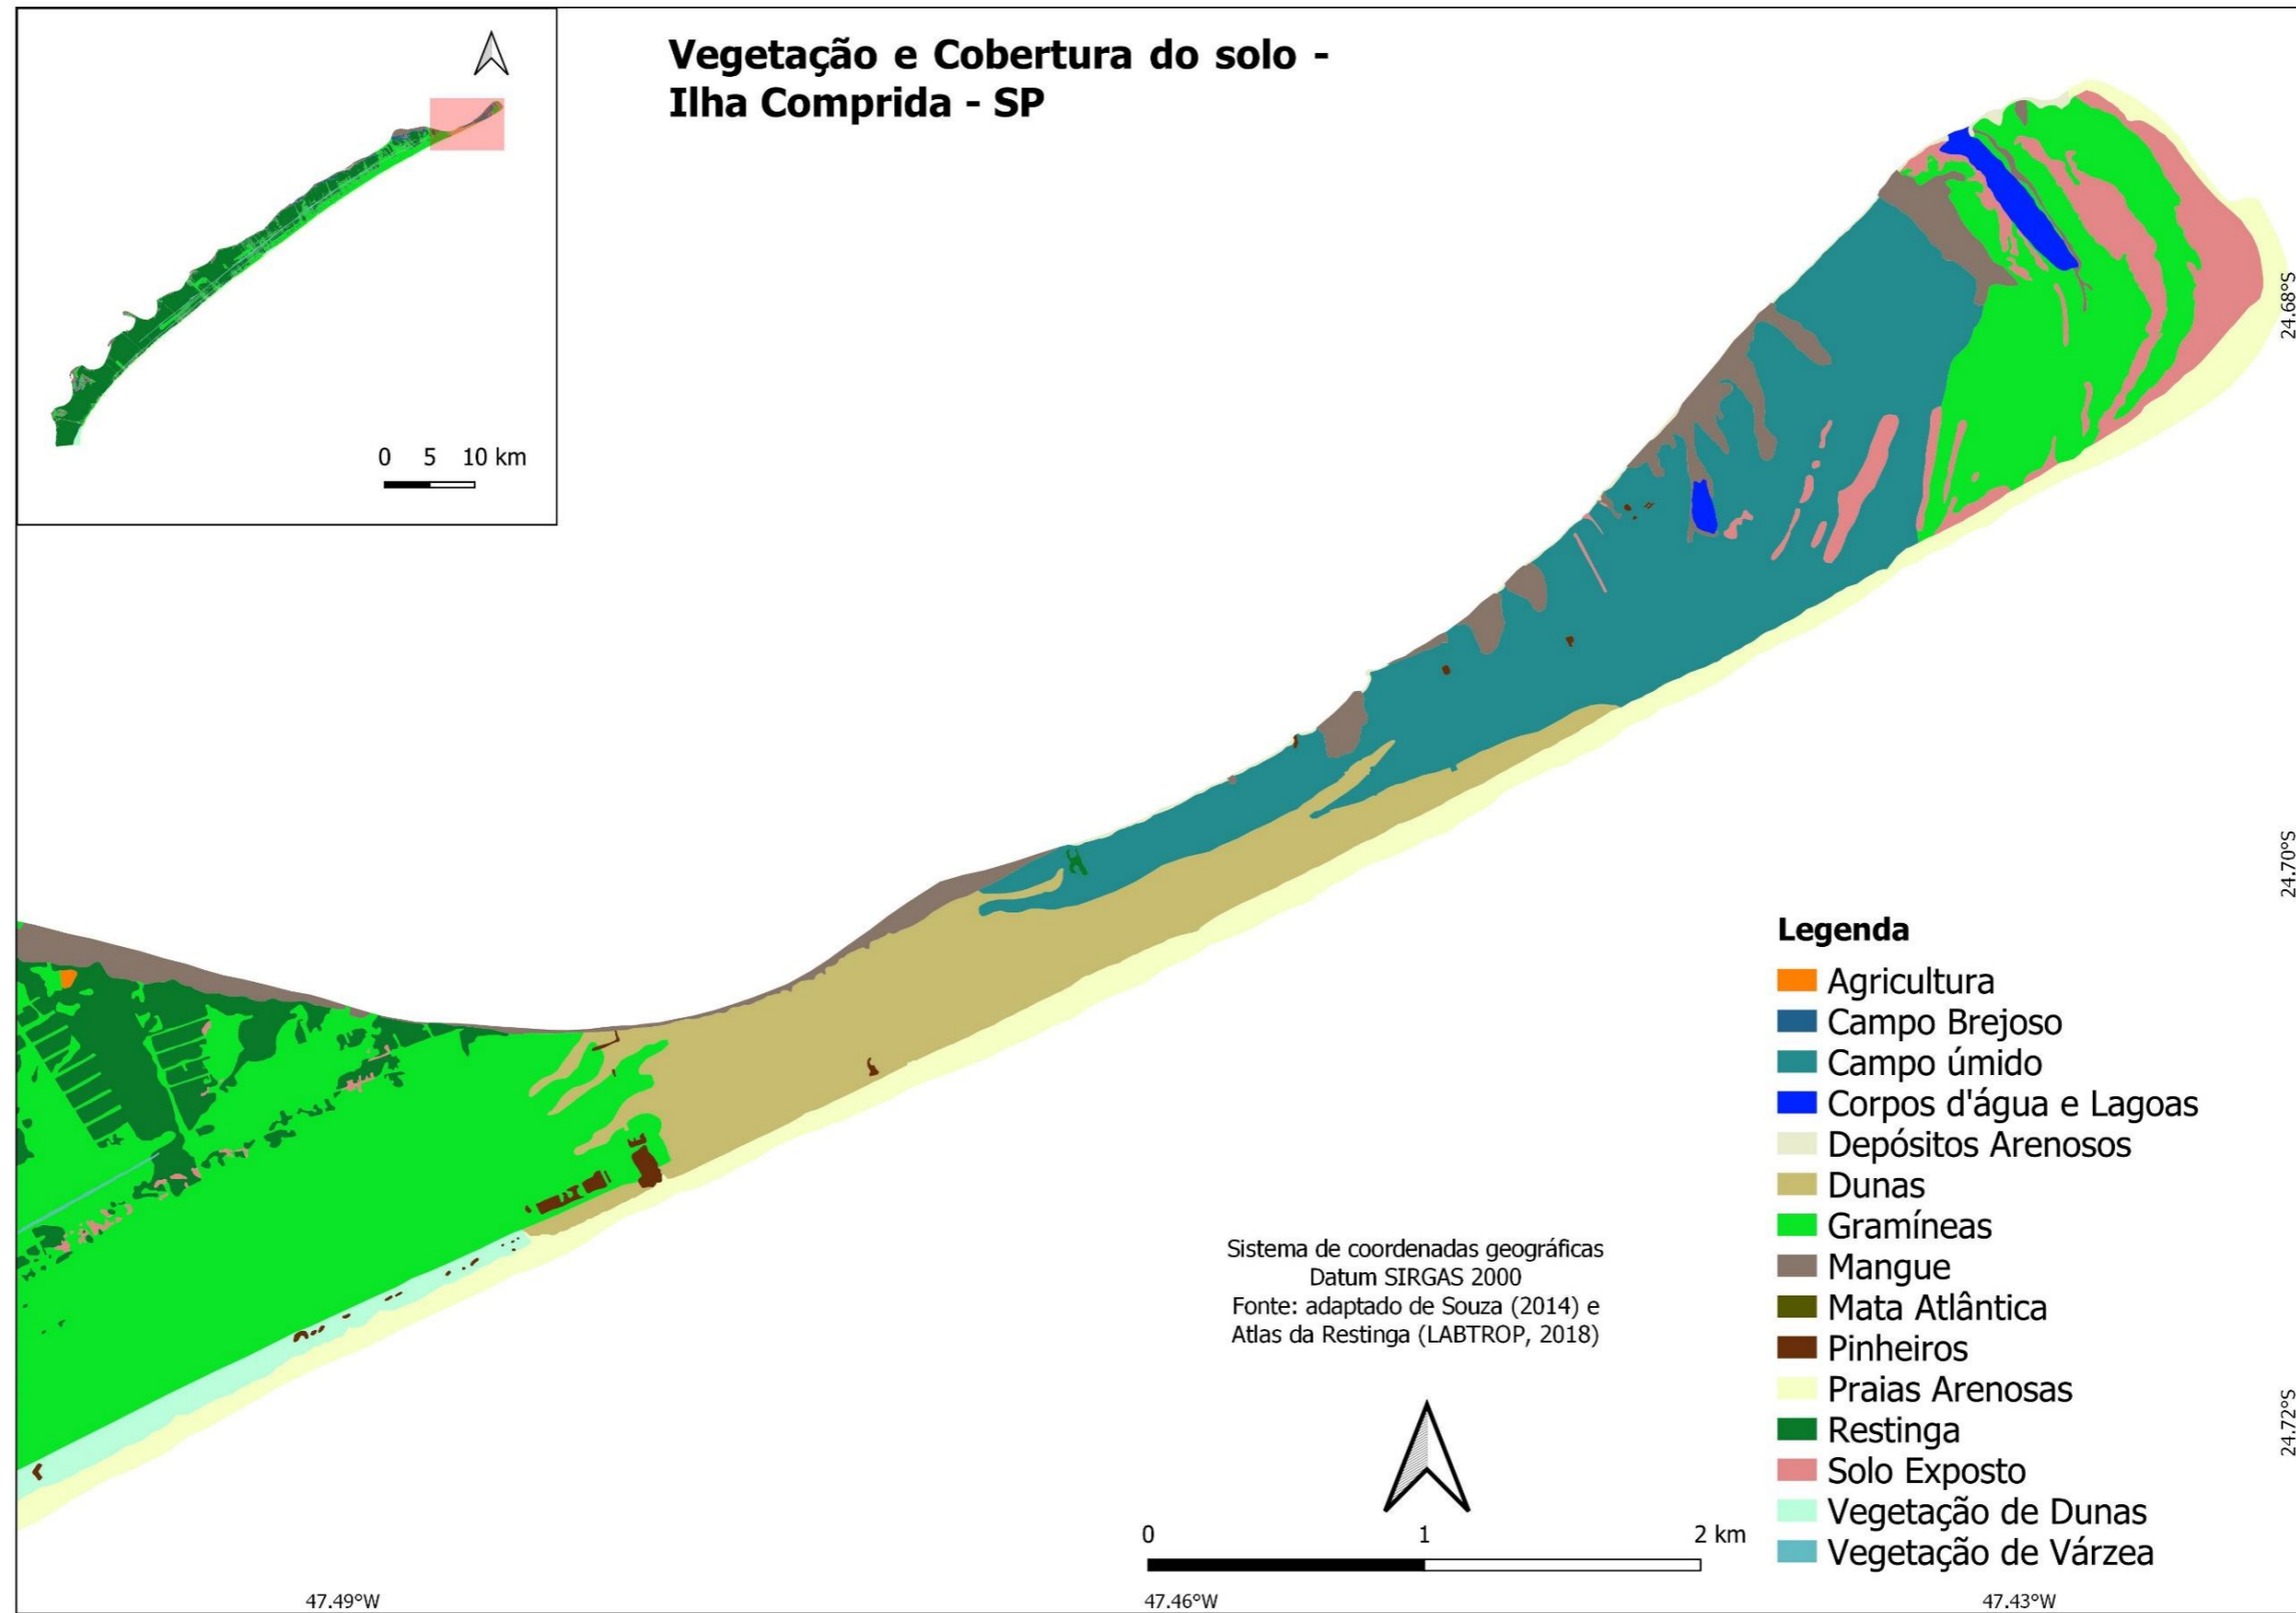 Vegetação e Cobertura do solo -
Ilha Comprida - SP
0 5 10 km
24.68°S
24.70°S
24.72°S
Legenda
Agricultura
Campo Brejoso
Campo úmido
Corpos d'água e Lagoas
Depósitos Arenosos
Dunas
Gramíneas
Mangue
Mata Atlântica
Pinheiros
Praias Arenosas
Restinga
Solo Exposto
Vegetação de Dunas
Vegetação de Várzea
Sistema de coordenadas geográficas
Datum SIRGAS 2000
Fonte: adaptado de Souza (2014) e
Atlas da Restinga (LABTROP, 2018)
0 1 2 km
47.49°W 47.46°W 47.43°W